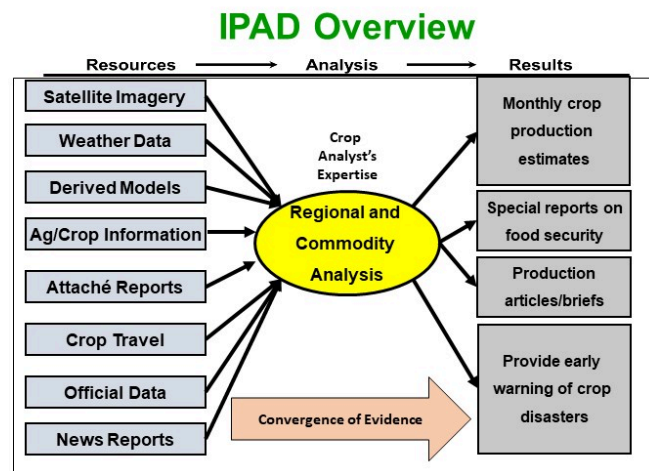 IPAD Overview
Resources
Analysis
Results
Satellite Imagery
Weather Data
Derived Models
Ag/Crop Information
Attaché Reports
Crop Travel
Official Data
News Reports
Crop
Analyst's
Expertise
Regional and
Commodity
Analysis
Convergence of Evidence
Monthly crop
production
estimates
Special reports on
food security
Production
articles/briefs
Provide early
warning of crop
disasters